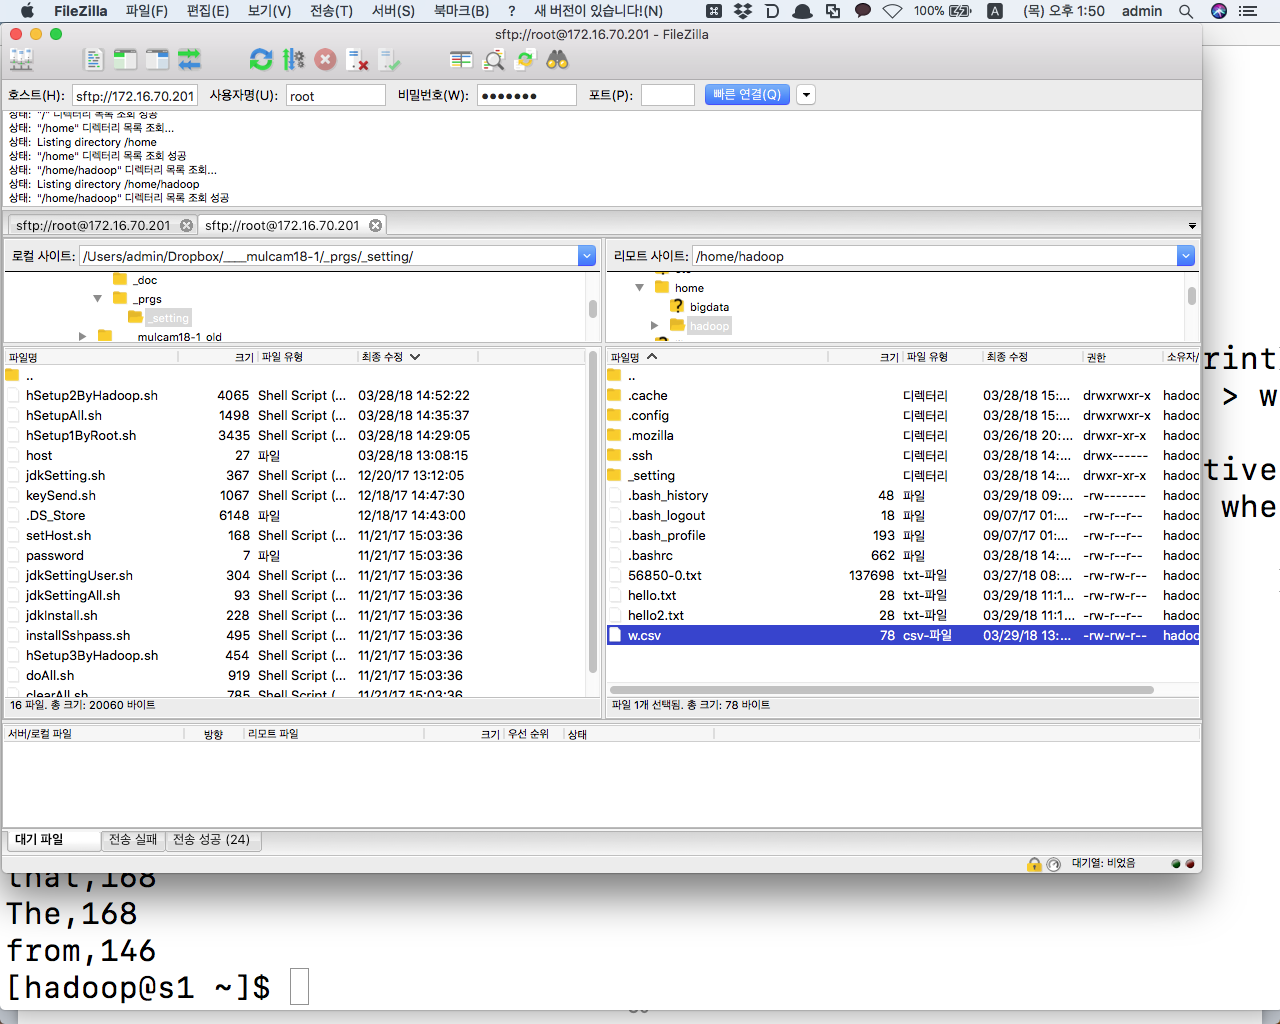 FileZilla 파일(F) 편집(E) 보기(V) 전송(T) 서버(S) 북마크(B) ? 새 버전이 있습니다!(N) 100% A (목) 오후 1:50 admin
sftp://root@172.16.70.201 - FileZilla
호스트(H): sftp://172.16.70.201 사용자명(U): root 비밀번호(W): ●●●●●●● 포트(P): 빠른 연결(Q)
상태: "/" 디렉터리 목록 조회 성공
상태: "/home" 디렉터리 목록 조회...
상태: Listing directory /home
상태: "/home" 디렉터리 목록 조회 성공
상태: "/home/hadoop" 디렉터리 목록 조회...
상태: Listing directory /home/hadoop
상태: "/home/hadoop" 디렉터리 목록 조회 성공
sftp://root@172.16.70.201 sftp://root@172.16.70.201
로컬 사이트: /Users/admin/Dropbox/____mulcam18-1/_prgs/_setting/
_doc
_prgs
_setting
mulcam18-1 old
파일명 크기 파일 유형 최종 수정
..
hSetup2ByHadoop.sh 4065 Shell Script (... 03/28/18 14:52:22
hSetupAll.sh 1498 Shell Script (... 03/28/18 14:35:37
hSetup1ByRoot.sh 3435 Shell Script (... 03/28/18 14:29:05
host 27 파일 03/28/18 13:08:15
jdkSetting.sh 367 Shell Script (... 12/20/17 13:12:05
keySend.sh 1067 Shell Script (... 12/18/17 14:47:30
.DS_Store 6148 파일 12/18/17 14:43:00
setHost.sh 168 Shell Script (... 11/21/17 15:03:36
password 7 파일 11/21/17 15:03:36
jdkSettingUser.sh 304 Shell Script (... 11/21/17 15:03:36
jdkSettingAll.sh 93 Shell Script (... 11/21/17 15:03:36
jdkInstall.sh 228 Shell Script (... 11/21/17 15:03:36
installSshpass.sh 495 Shell Script (... 11/21/17 15:03:36
hSetup3ByHadoop.sh 454 Shell Script (... 11/21/17 15:03:36
doAll.sh 919 Shell Script (... 11/21/17 15:03:36
clearAll.sh 785 Shell Script (... 11/21/17 15:03:36
16 파일. 총 크기: 20060 바이트
리모트 사이트: /home/hadoop
home
bigdata
hadoop
파일명 크기 파일 유형 최종 수정 권한 소유자/
..
.cache 디렉터리 03/28/18 15:... drwxrwxr-x hadoo
.config 디렉터리 03/28/18 15:... drwxrwxr-x hadoo
.mozilla 디렉터리 03/26/18 20:... drwxr-xr-x hadoo
.ssh 디렉터리 03/28/18 14:... drwx------ hadoo
_setting 디렉터리 03/28/18 14:... drwxr-xr-x hadoo
.bash_history 48 파일 03/29/18 09:... -rw------- hadoo
.bash_logout 18 파일 09/07/17 01:... -rw-r--r-- hadoo
.bash_profile 193 파일 09/07/17 01:... -rw-r--r-- hadoo
.bashrc 662 파일 03/28/18 14:... -rw-r--r-- hadoo
56850-0.txt 137698 txt-파일 03/27/18 08:... -rw-rw-r-- hadoo
hello.txt 28 txt-파일 03/29/18 11:1... -rw-rw-r-- hadoo
hello2.txt 28 txt-파일 03/29/18 11:1... -rw-r--r-- hadoo
w.csv 78 csv-파일 03/29/18 13:... -rw-rw-r-- hadoo
파일 1개 선택됨. 총 크기: 78 바이트
서버/로컬 파일 방향 리모트 파일 크기 우선 순위 상태
대기 파일 전송 실패 전송 성공 (24)
대기열: 비었음
rint
> w
tive
whe
that,168
The,168
from,146
[hadoop@s1 ~]$